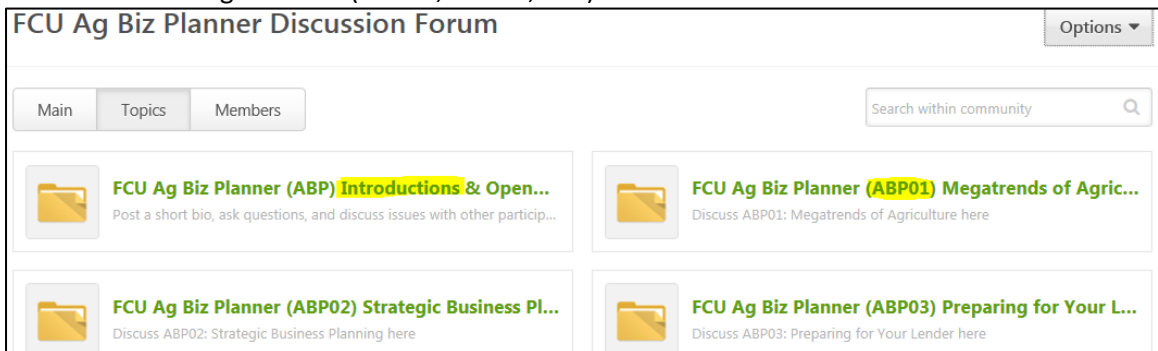 FCU Ag Biz Planner Discussion Forum
Options
Main Topics Members
Search within community
FCU Ag Biz Planner (ABP) Introductions & Open...
Post a short bio, ask questions, and discuss issues with other particip...
FCU Ag Biz Planner (ABP01) Megatrends of Agric...
Discuss ABP01: Megatrends of Agriculture here
FCU Ag Biz Planner (ABP02) Strategic Business Pl...
Discuss ABP02: Strategic Business Planning here
FCU Ag Biz Planner (ABP03) Preparing for Your L...
Discuss ABP03: Preparing for Your Lender here